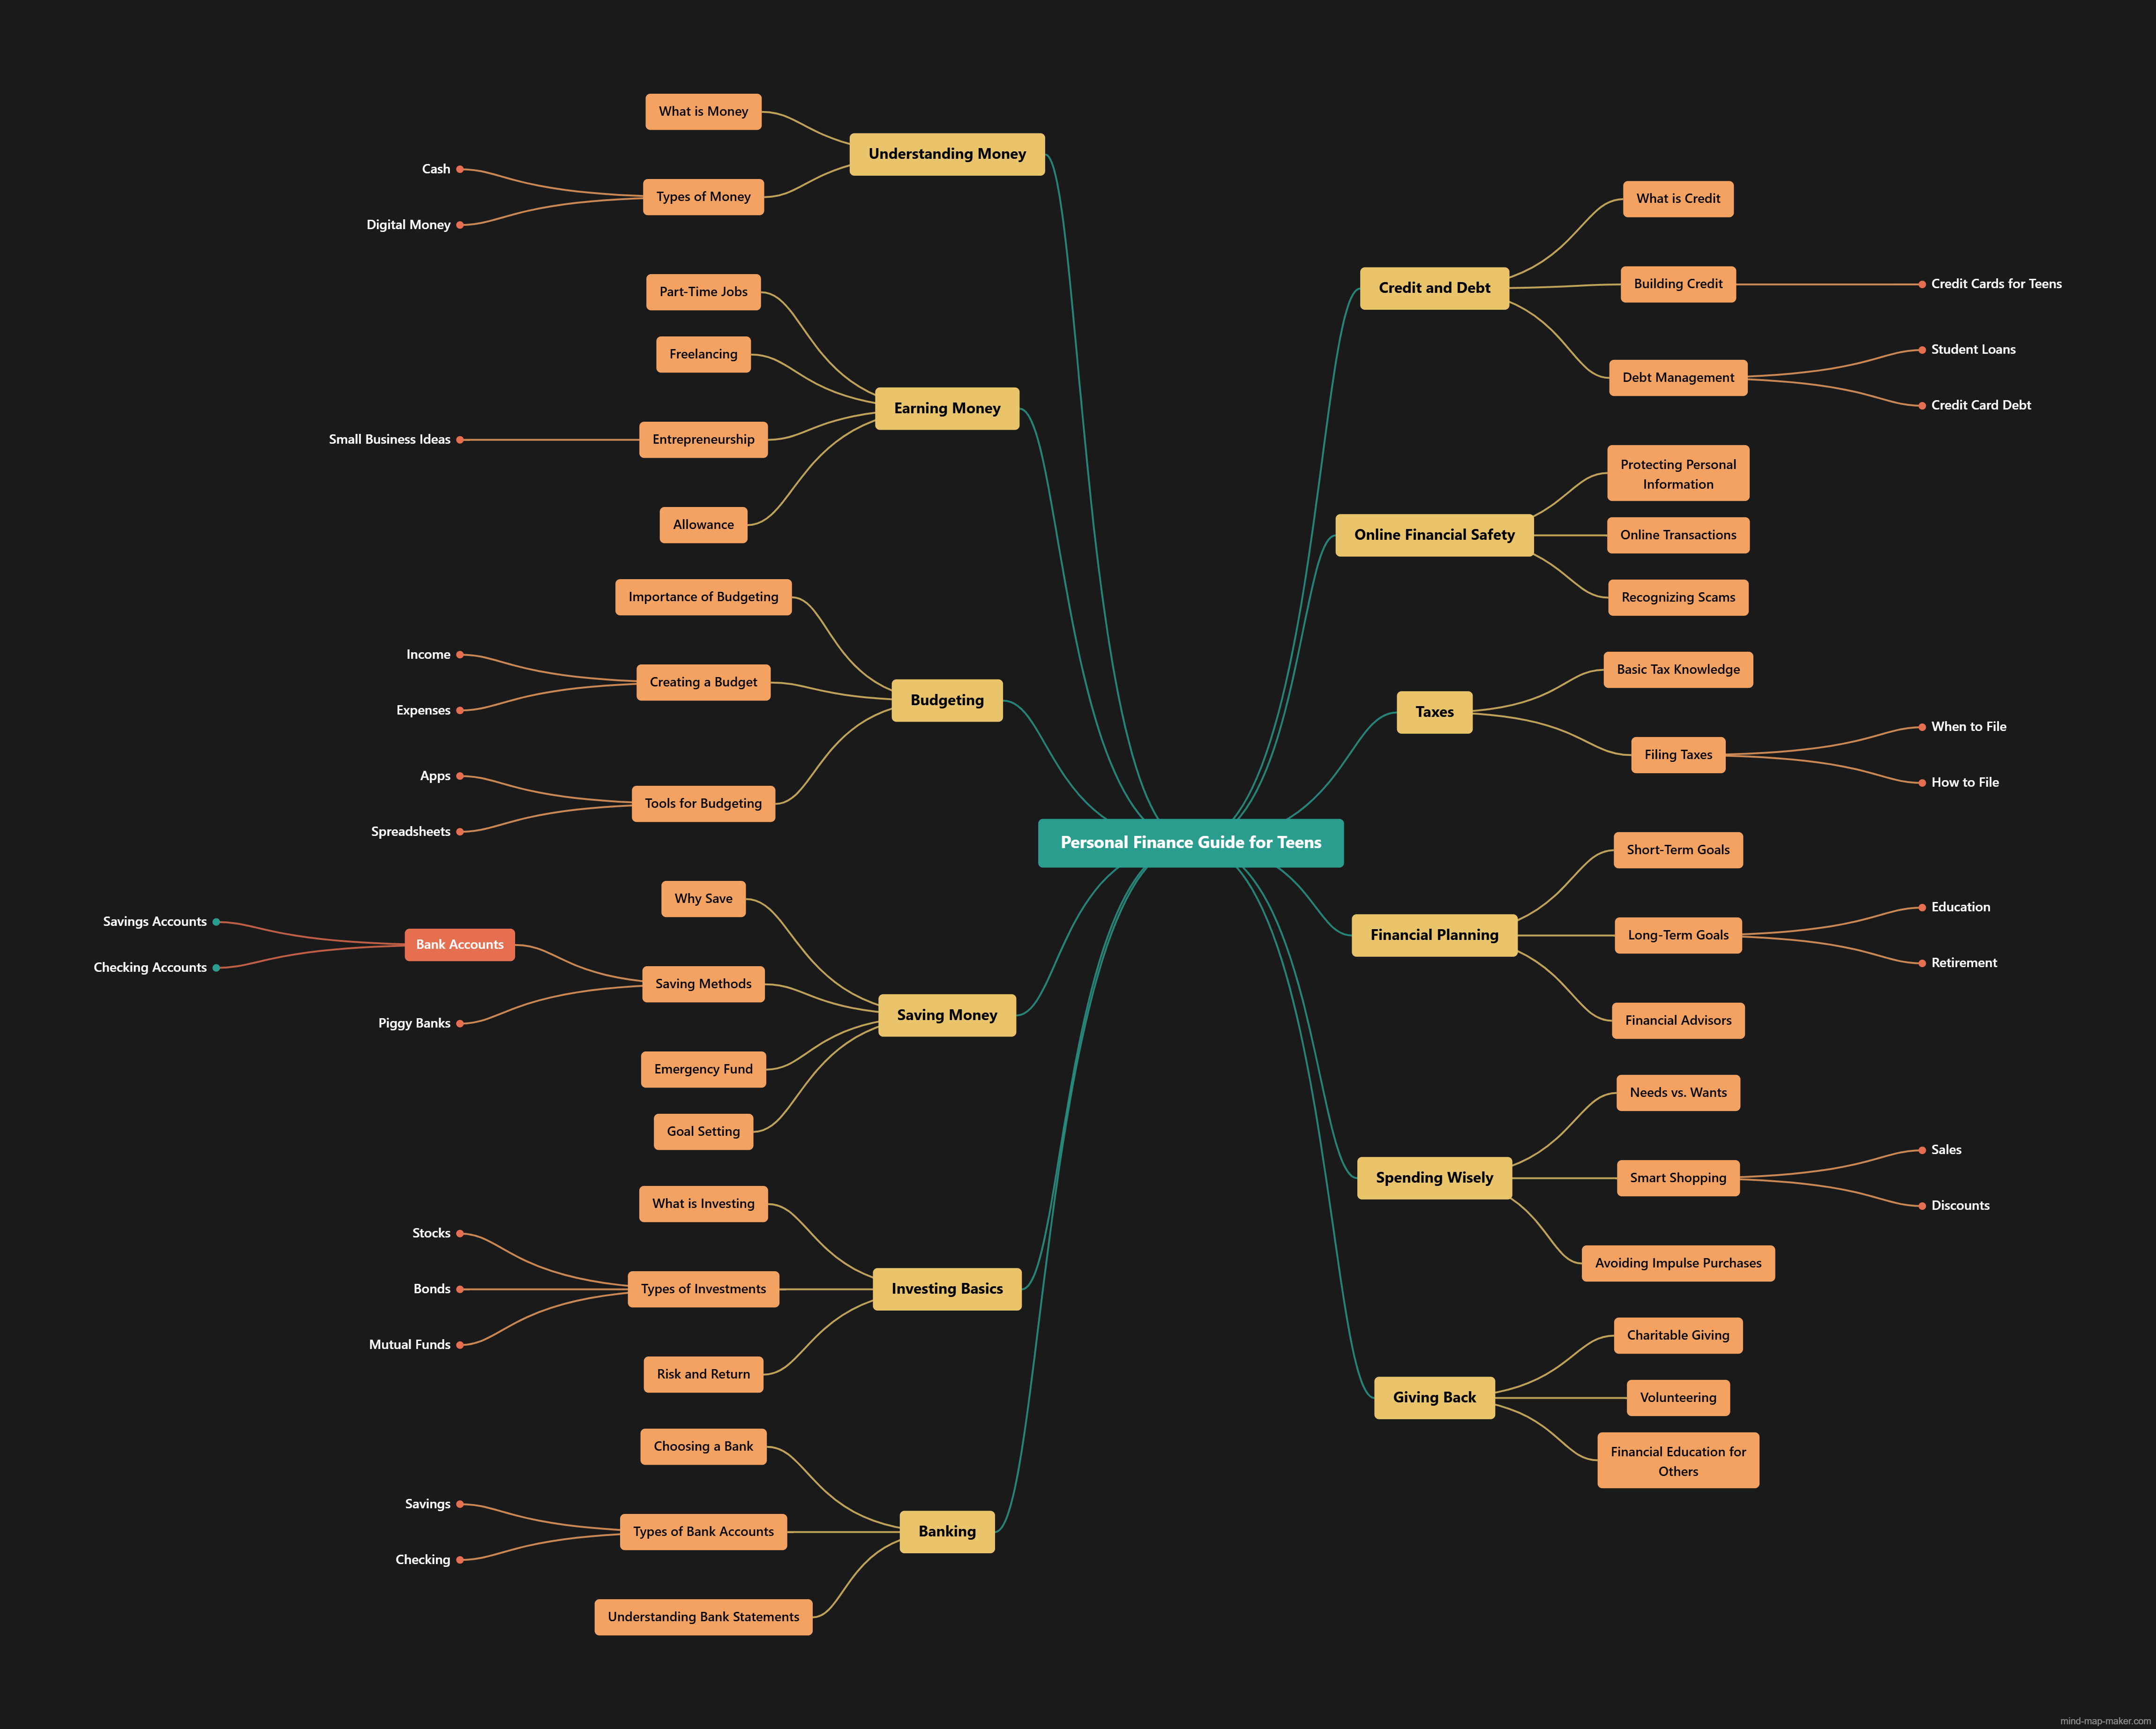 Personal Finance Guide for Teens
Understanding Money
What is Money
Types of Money
Cash
Digital Money
Earning Money
Part-Time Jobs
Freelancing
Entrepreneurship
Small Business Ideas
Allowance
Budgeting
Importance of Budgeting
Creating a Budget
Income
Expenses
Tools for Budgeting
Apps
Spreadsheets
Saving Money
Why Save
Saving Methods
Bank Accounts
Savings Accounts
Checking Accounts
Piggy Banks
Emergency Fund
Goal Setting
Investing Basics
What is Investing
Types of Investments
Stocks
Bonds
Mutual Funds
Risk and Return
Banking
Choosing a Bank
Types of Bank Accounts
Savings
Checking
Understanding Bank Statements
Credit and Debt
What is Credit
Building Credit
Credit Cards for Teens
Debt Management
Student Loans
Credit Card Debt
Online Financial Safety
Protecting Personal
Information
Online Transactions
Recognizing Scams
Taxes
Basic Tax Knowledge
Filing Taxes
When to File
How to File
Financial Planning
Short-Term Goals
Long-Term Goals
Education
Retirement
Financial Advisors
Spending Wisely
Needs vs. Wants
Smart Shopping
Sales
Discounts
Avoiding Impulse Purchases
Giving Back
Charitable Giving
Volunteering
Financial Education for
Others
mind-map-maker.com